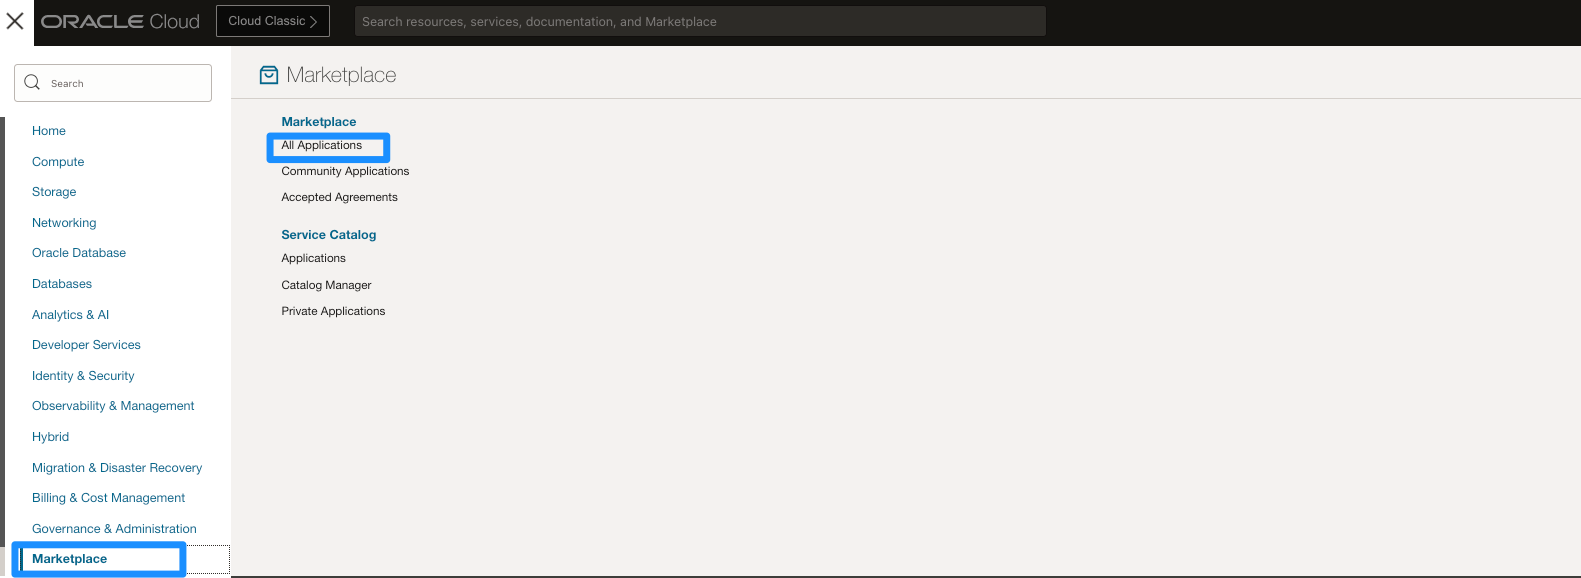 ORACLE Cloud
Cloud Classic
Search resources, services, documentation, and Marketplace
Search
Home
Compute
Storage
Networking
Oracle Database
Databases
Analytics & AI
Developer Services
Identity & Security
Observability & Management
Hybrid
Migration & Disaster Recovery
Billing & Cost Management
Governance & Administration
Marketplace
Marketplace
Marketplace
All Applications
Community Applications
Accepted Agreements
Service Catalog
Applications
Catalog Manager
Private Applications